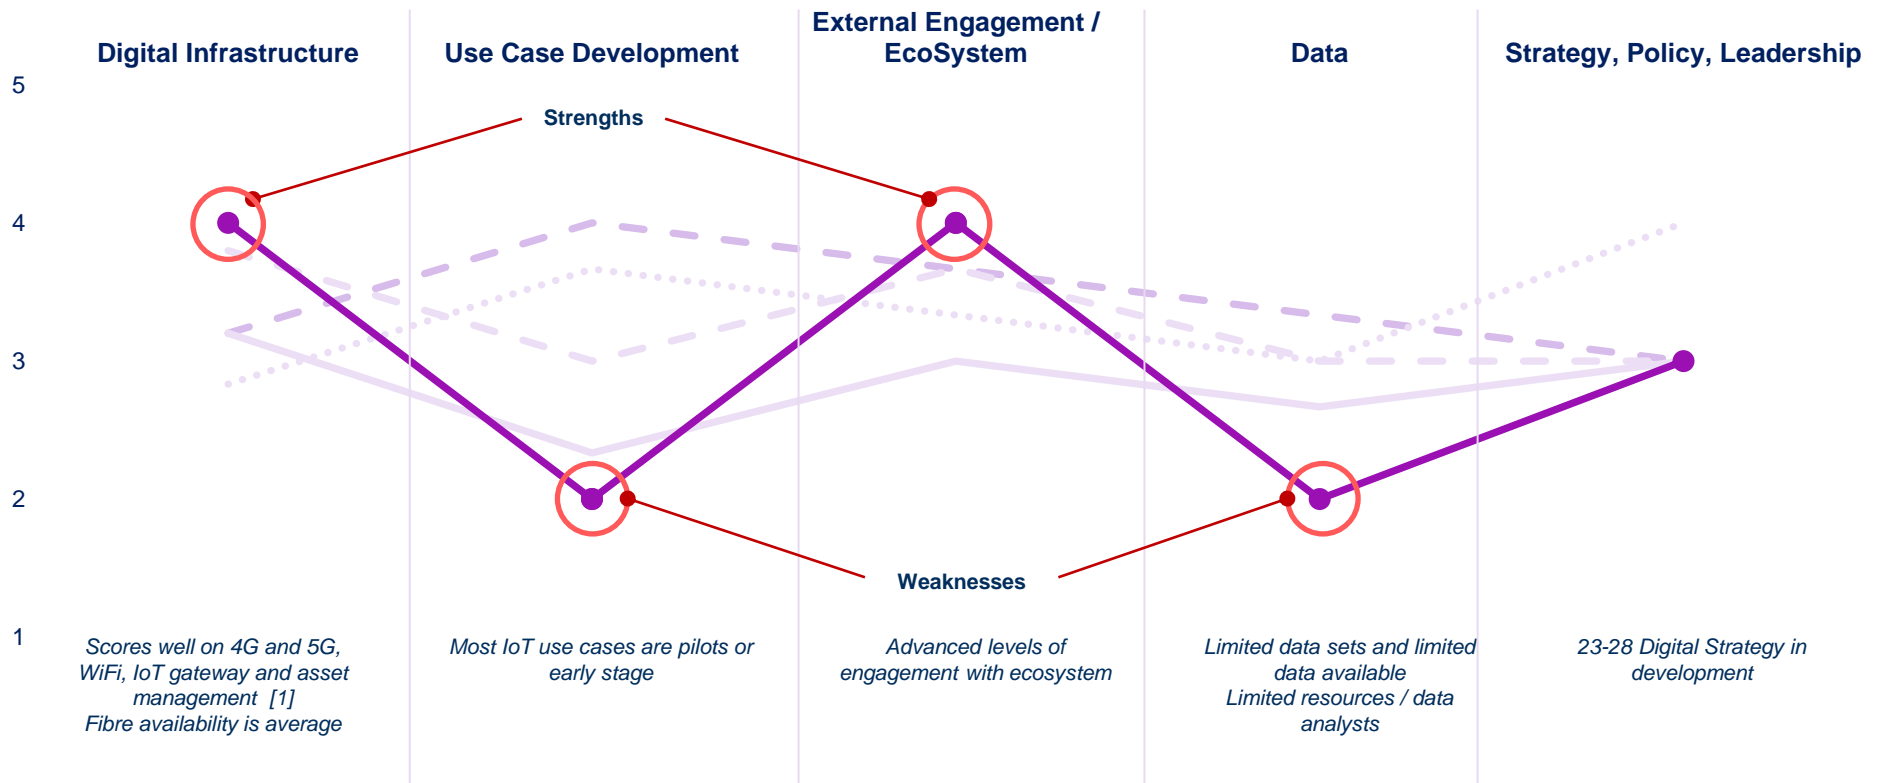 External Engagement /
Digital Infrastructure
Use Case Development
EcoSystem
Data
Strategy, Policy, Leadership
5
Strengths
4
3
2
Weaknesses
1
Scores well on 4G and 5G,
WiFi, IoT gateway and asset
management [1]
Fibre availability is average
Most IoT use cases are pilots or
early stage
Advanced levels of
engagement with ecosystem
Limited data sets and limited
data available
Limited resources / data
analysts
23-28 Digital Strategy in
development